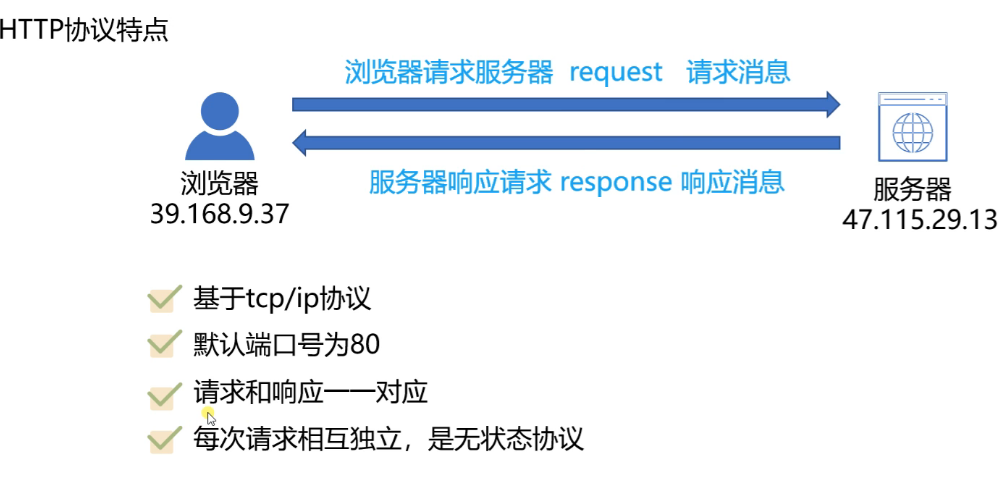 HTTP协议特点
浏览器请求服务器 request 请求消息
服务器响应请求 response 响应消息
浏览器
39.168.9.37
服务器
47.115.29.13
基于tcp/ip协议
默认端口号为80
请求和响应一一对应
每次请求相互独立，是无状态协议